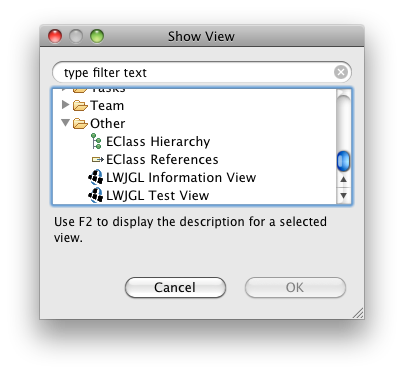 Show View
type filter text
Tasks
Team
Other
EClass Hierarchy
EClass References
LWJGL Information View
LWJGL Test View
Use F2 to display the description for a selected
view.
Cancel
OK